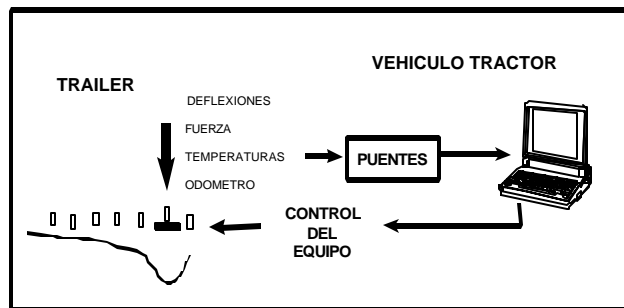 VEHICULO TRACTOR
TRAILER
DEFLEXIONES
FUERZA
TEMPERATURAS
ODOMETRO
PUENTES
CONTROL
DEL
EQUIPO